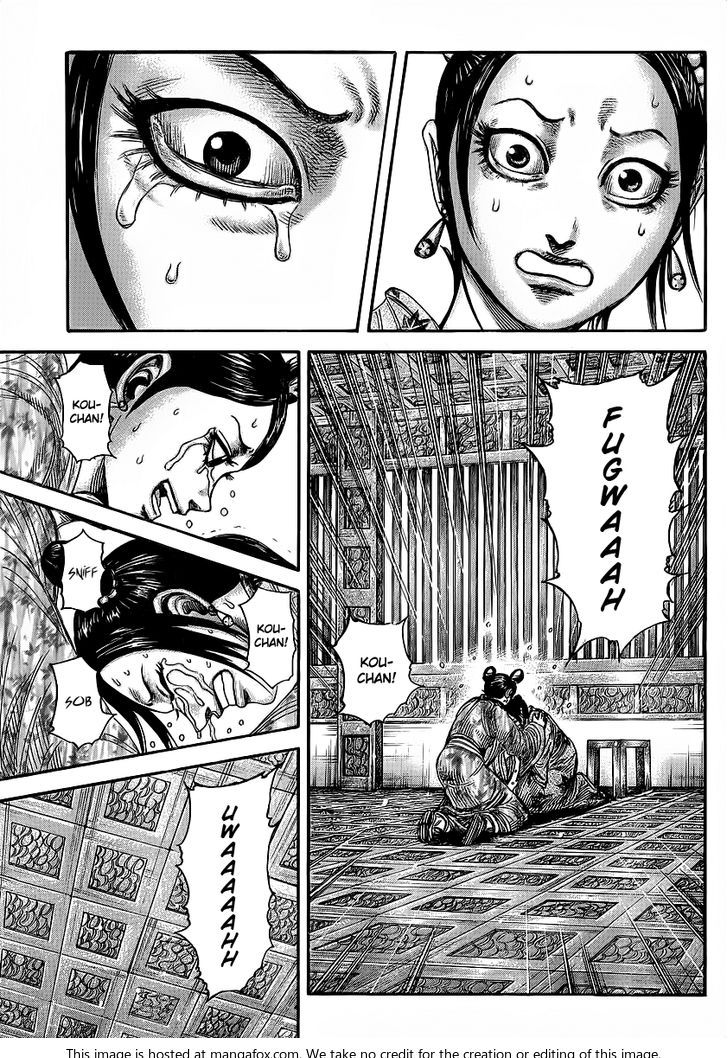 FUGWAAAH
KOU-
CHAN!
KOU-
CHAN!
SNIFF
KOU-
CHAN!
SOB
UWAAAAAHH
This image is hosted at mangafox.com. We take no credit for the creation or editing of this image.